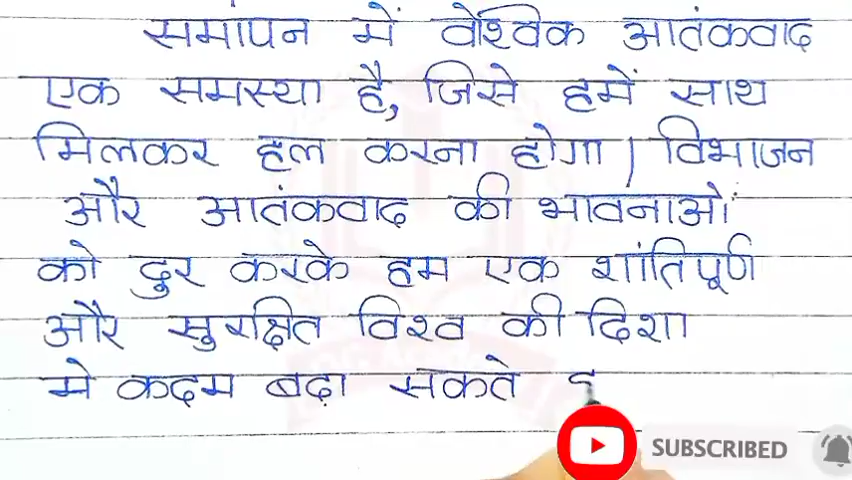 समापन में वैश्विक आतंकवाद
एक समस्या है, जिसे हमें साथ
मिलकर हल करना होगा। विभाजन
और आतंकवाद की भावनाओं
को दुर करके हम एक शांतिपूर्ण
और सुरक्षित विश्व की दिशा
मे कदम बढ़ा सकते
SUBSCRIBED